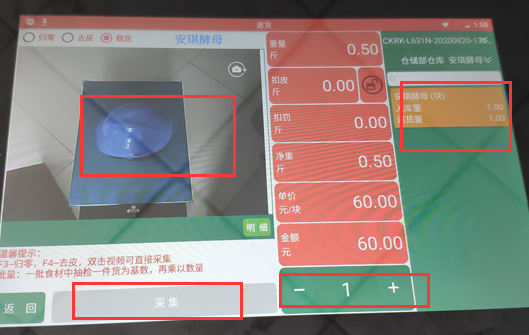 退货
1:56
归零 去皮 稳定 安琪酵母
重量
斤
0.50
扣皮
斤
0.00
扣罚
斤
0.00
净重
斤
0.50
单价
元/块
60.00
金额
元
60.00
− 1 +
CKRK-L631N-20200820-13
仓储部仓库 安琪酵母
安琪酵母 (块)
入库量 1.00
退货量 1.00
明 细
温馨提示:
F3-归零, F4-去皮, 双击视频可直接采集
批量: 一批食材中抽检一件货为基数, 再乘以数量
返 回
采 集